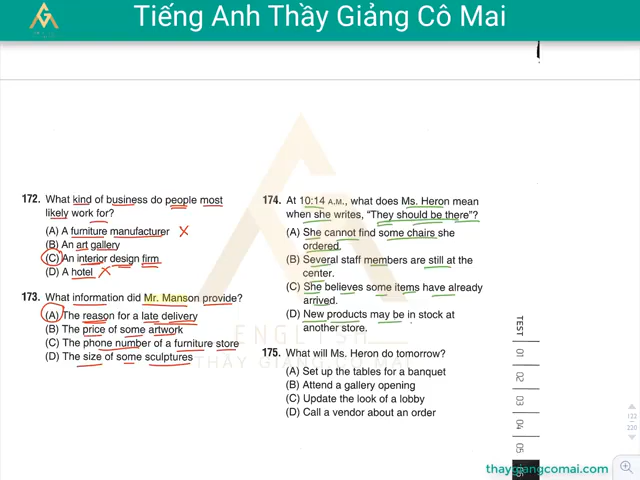 Tiếng Anh Thầy Giảng Cô Mai
172. What kind of business do people most
likely work for?
(A) A furniture manufacturer
(B) An art gallery
(C) An interior design firm
(D) A hotel
173. What information did Mr. Manson provide?
(A) The reason for a late delivery
(B) The price of some artwork
(C) The phone number of a furniture store
(D) The size of some sculptures
174. At 10:14 A.M., what does Ms. Heron mean
when she writes, “They should be there”?
(A) She cannot find some chairs she
ordered.
(B) Several staff members are still at the
center.
(C) She believes some items have already
arrived.
(D) New products may be in stock at
another store.
175. What will Ms. Heron do tomorrow?
(A) Set up the tables for a banquet
(B) Attend a gallery opening
(C) Update the look of a lobby
(D) Call a vendor about an order
ENGLISH
THẦY GIẢNG CÔ MAI
TEST
01
02
03
04
05
122
220
thaygiangcomai.com